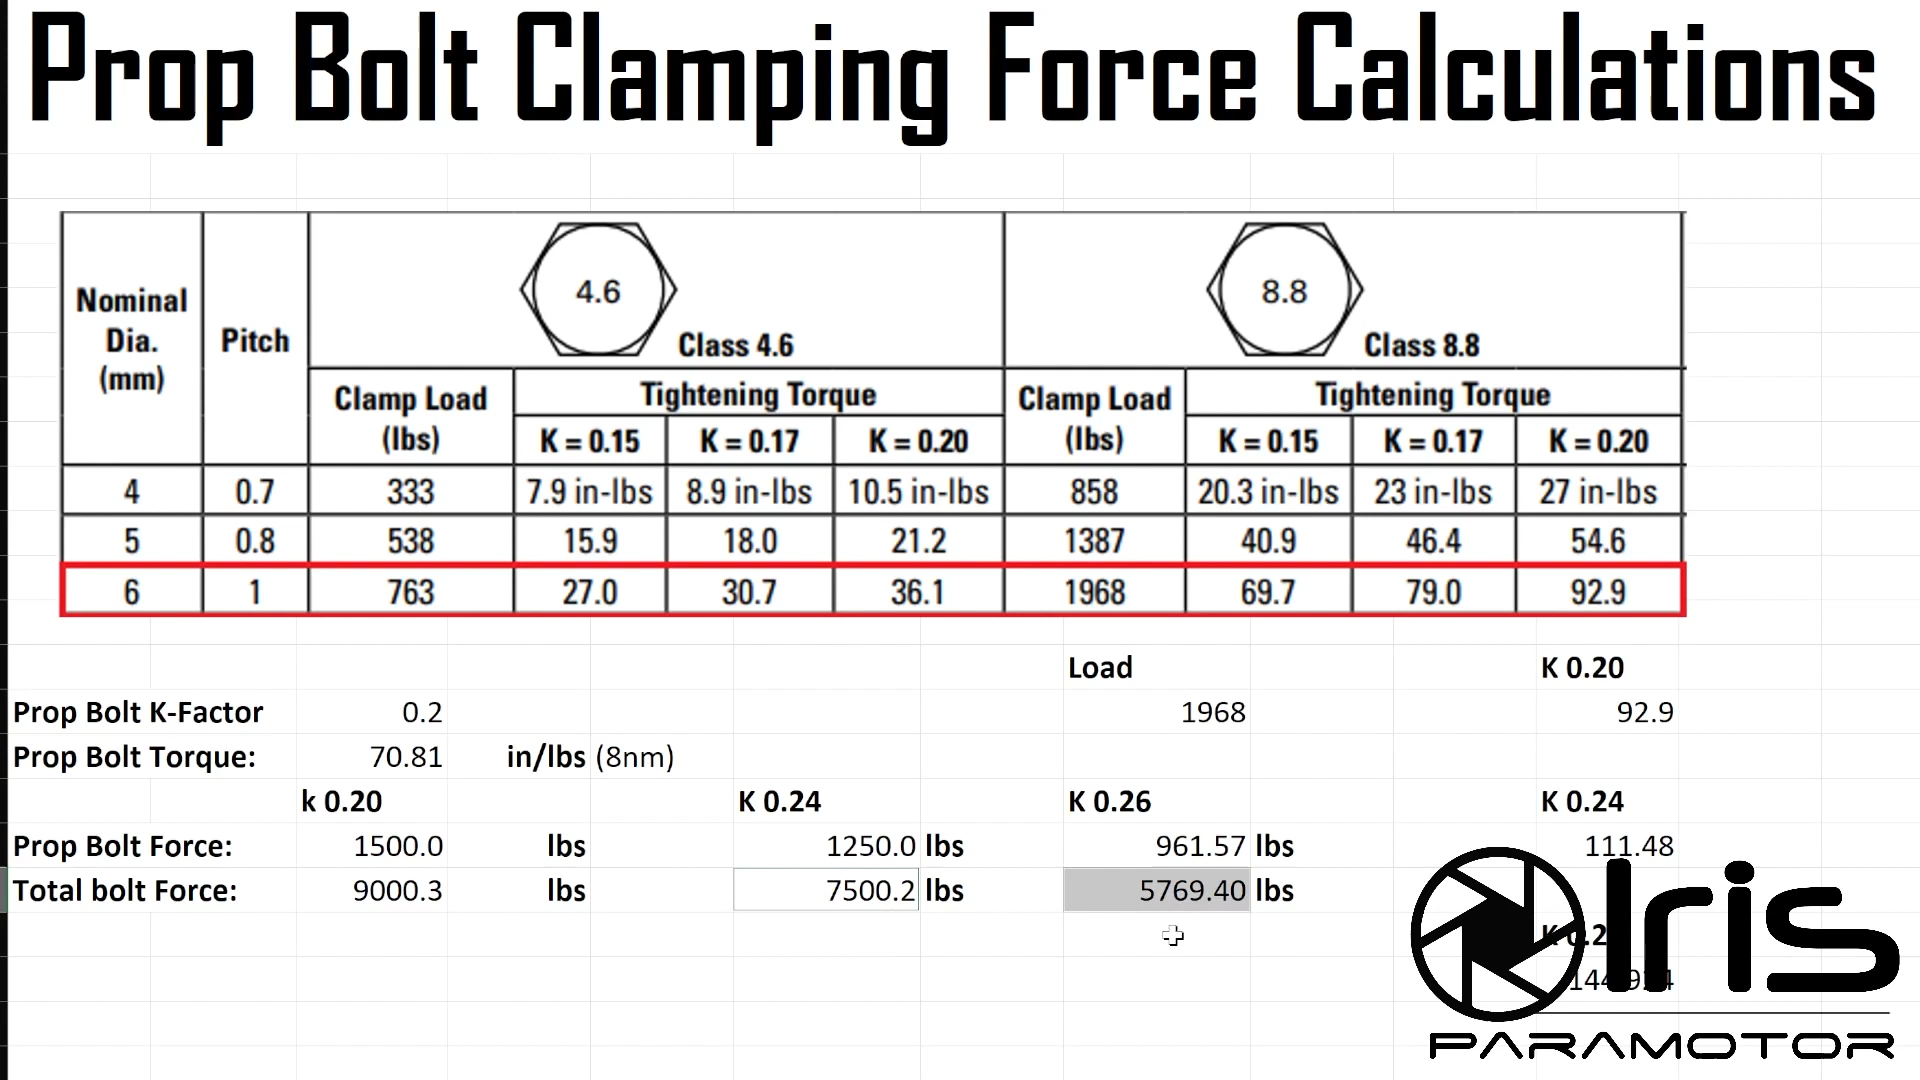 Prop Bolt Clamping Force Calculations
4.6
8.8
Nominal Dia. (mm)
Pitch
Class 4.6
Class 8.8
Clamp Load (lbs)
Tightening Torque
Clamp Load (lbs)
Tightening Torque
K = 0.15 K = 0.17 K = 0.20 K = 0.15 K = 0.17 K = 0.20
4 0.7 333 7.9 in-lbs 8.9 in-lbs 10.5 in-lbs 858 20.3 in-lbs 23 in-lbs 27 in-lbs
5 0.8 538 15.9 18.0 21.2 1387 40.9 46.4 54.6
6 1 763 27.0 30.7 36.1 1968 69.7 79.0 92.9
Load K 0.20
Prop Bolt K-Factor 0.2 1968 92.9
Prop Bolt Torque: 70.81 in/lbs (8nm)
k 0.20 K 0.24 K 0.26 K 0.24
Prop Bolt Force: 1500.0 lbs 1250.0 lbs 961.57 lbs 111.48
Total bolt Force: 9000.3 lbs 7500.2 lbs 5769.40 lbs
Iris
PARAMOTOR